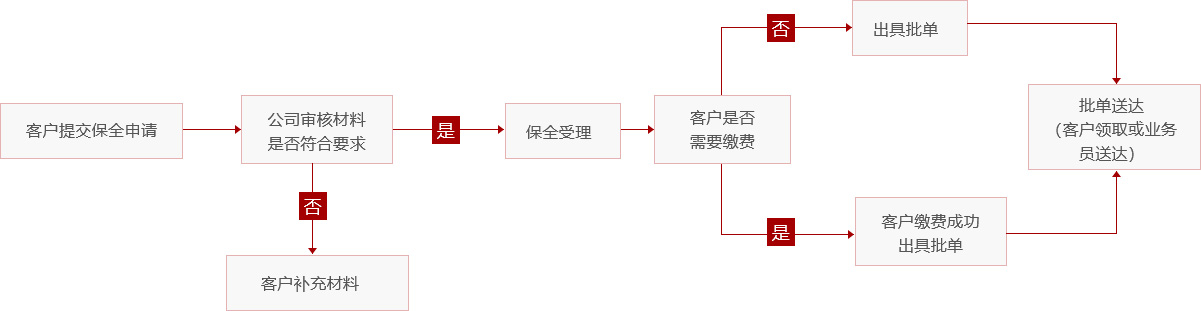 客户提交保全申请
公司审核材料
是否符合要求
是
否
客户补充材料
保全受理
客户是否
需要缴费
否
出具批单
是
客户缴费成功
出具批单
批单送达
（客户领取或业务
员送达）